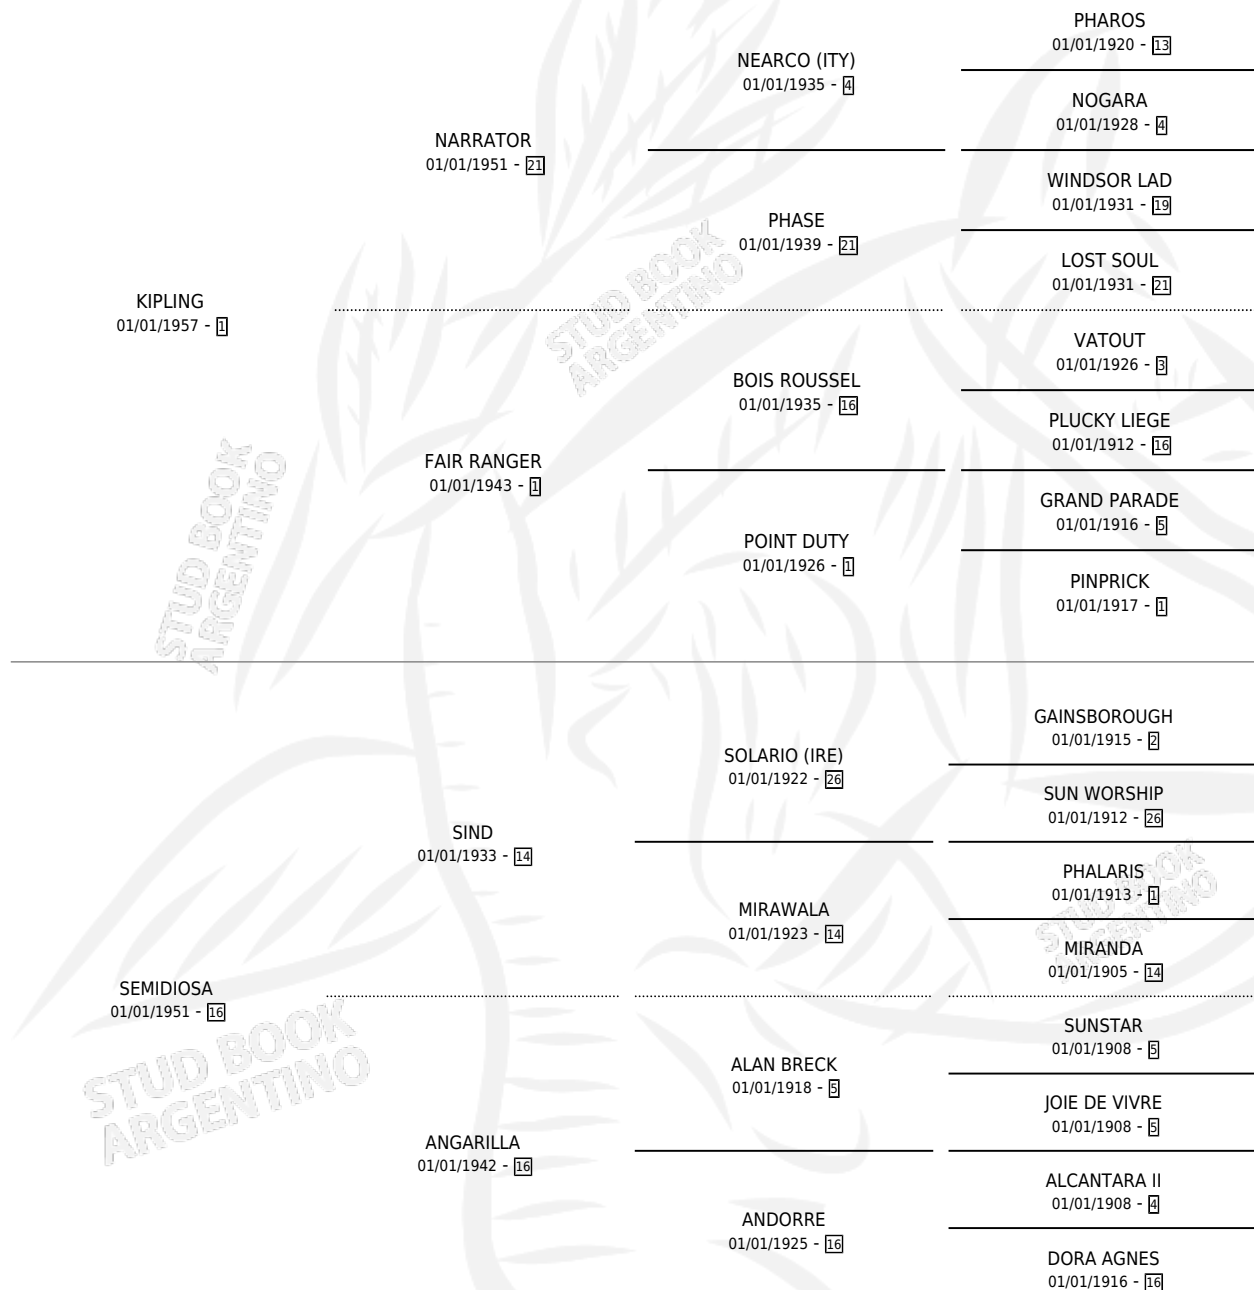 PHAROS
01/01/1920 - 13
NEARCO (ITY)
01/01/1935 - 4
NOGARA
01/01/1928 - 4
NARRATOR
01/01/1951 - 21
WINDSOR LAD
01/01/1931 - 19
PHASE
01/01/1939 - 21
LOST SOUL
01/01/1931 - 21
KIPLING
01/01/1957 - 1
STUD BOOK
ARGENTINO
VATOUT
01/01/1926 - 3
BOIS ROUSSEL
01/01/1935 - 16
PLUCKY LIEGE
01/01/1912 - 16
FAIR RANGER
01/01/1943 - 1
GRAND PARADE
01/01/1916 - 5
POINT DUTY
01/01/1926 - 1
PINPRICK
01/01/1917 - 1
STUD BOOK
ARGENTINO
GAINSBOROUGH
01/01/1915 - 2
SOLARIO (IRE)
01/01/1922 - 26
SUN WORSHIP
01/01/1912 - 26
SIND
01/01/1933 - 14
PHALARIS
01/01/1913 - 1
MIRAWALA
01/01/1923 - 14
STUD BOOK
ARGENTINO
MIRANDA
01/01/1905 - 14
SEMIDIOSA
01/01/1951 - 16
STUD BOOK
ARGENTINO
SUNSTAR
01/01/1908 - 5
ALAN BRECK
01/01/1918 - 5
JOIE DE VIVRE
01/01/1908 - 5
ANGARILLA
01/01/1942 - 16
ALCANTARA II
01/01/1908 - 4
ANDORRE
01/01/1925 - 16
DORA AGNES
01/01/1916 - 16